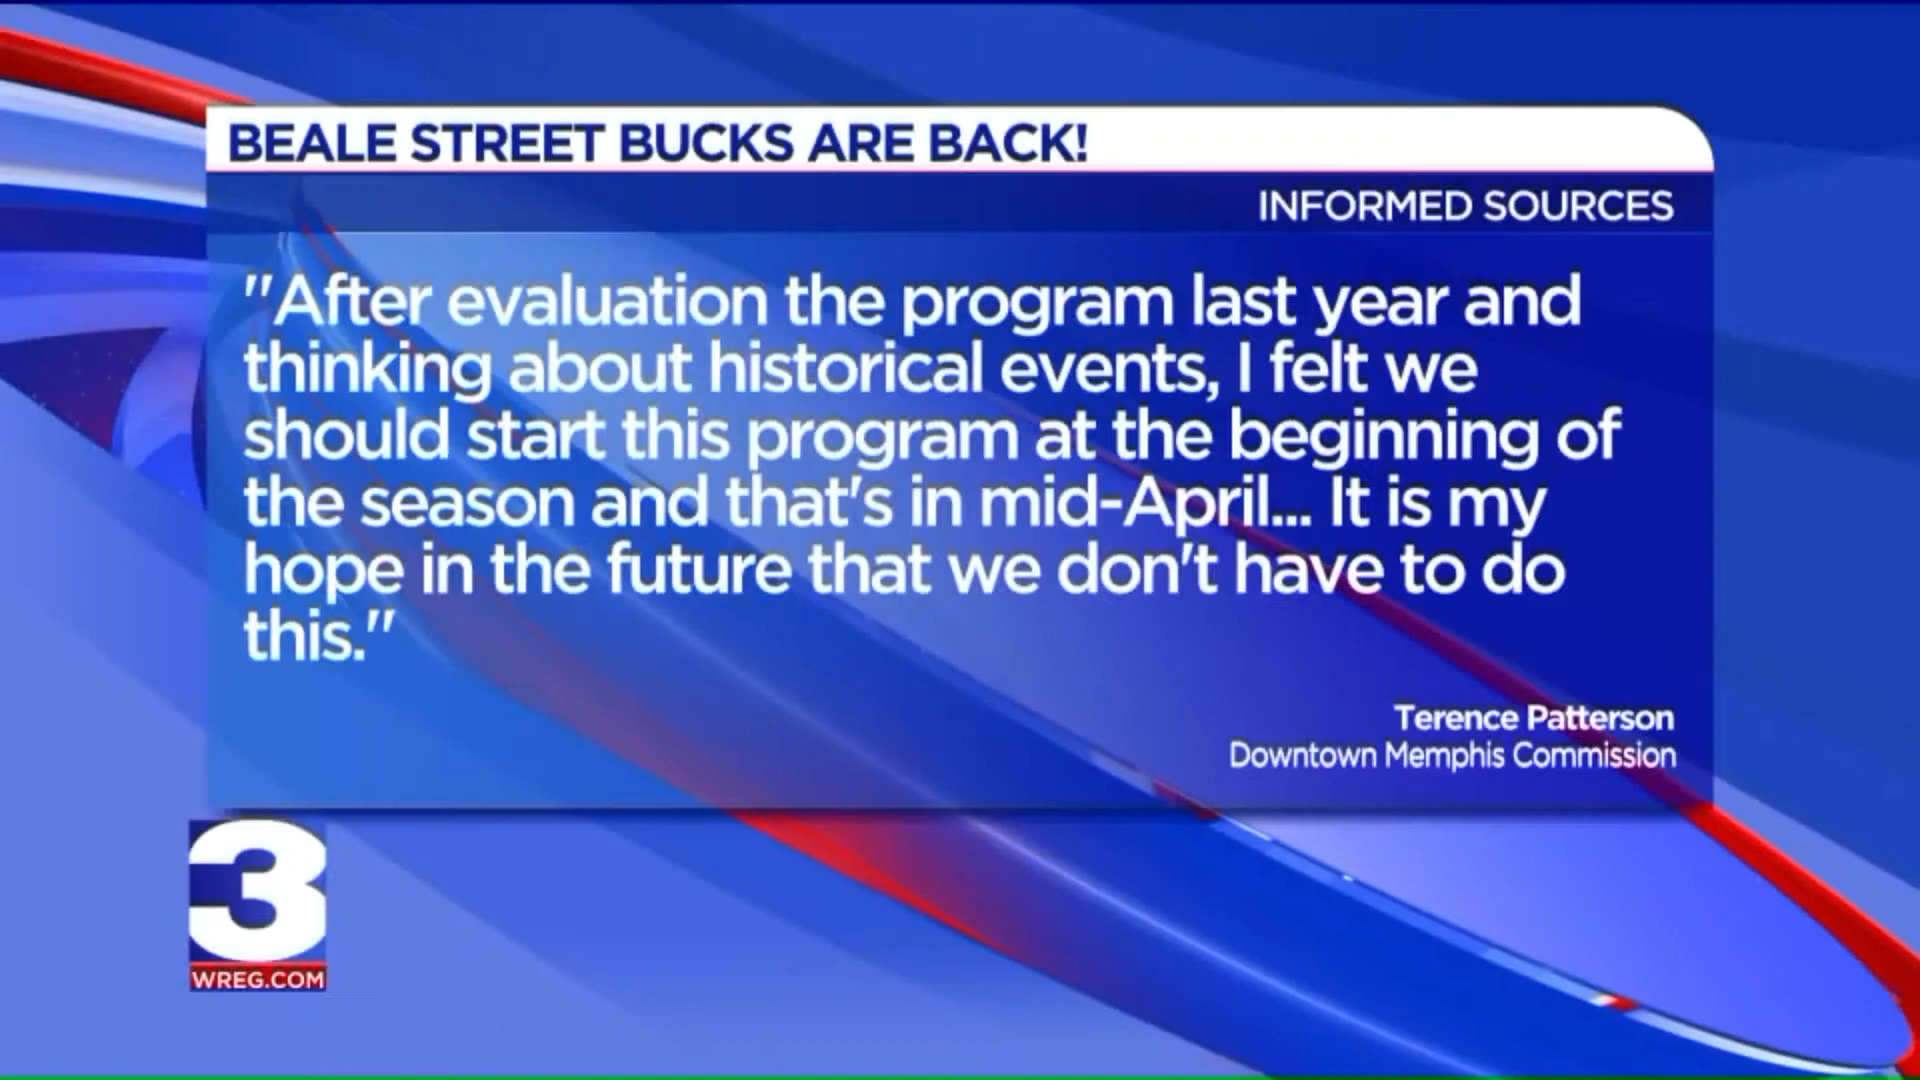 BEALE STREET BUCKS ARE BACK!
INFORMED SOURCES
"After evaluation the program last year and
thinking about historical events, I felt we
should start this program at the beginning of
the season and that's in mid-April... It is my
hope in the future that we don't have to do
this."
Terence Patterson
Downtown Memphis Commission
3
WREG.COM